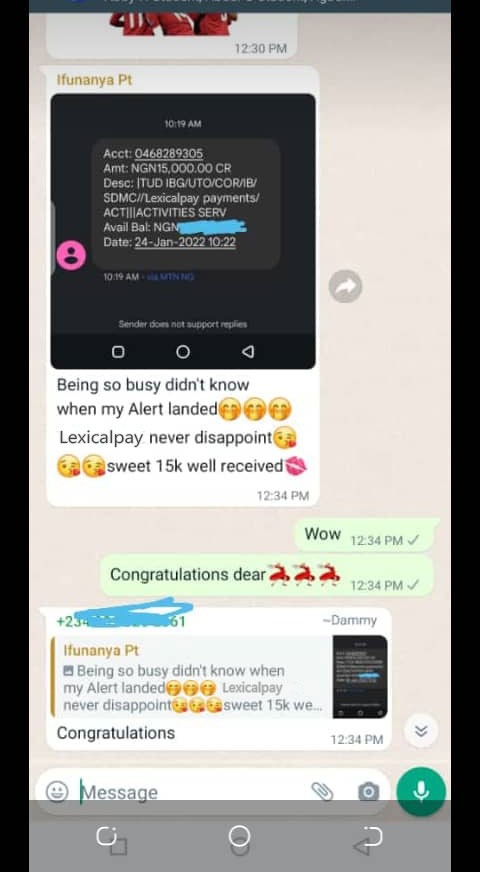 12:30 PM
Ifunanya Pt
10:19 AM
Acct: 0468289305
Amt: NGN15,000.00 CR
Desc: |TUD IBG/UTO/COR/IB/
SDMC//Lexicalpay payments/
ACT|||ACTIVITIES SERV
Avail Bal: NGN
Date: 24-Jan-2022 10:22
10:19 AM - via MTN NG
Sender does not support replies
Being so busy didn't know
when my Alert landed🤭🤭🤭
Lexicalpay never disappoint😘
😘😘sweet 15k well received💋
12:34 PM
Wow 12:34 PM
Congratulations dear💃💃💃 12:34 PM
+23 61 ~Dammy
Ifunanya Pt
Being so busy didn't know when
my Alert landed🤭🤭🤭 Lexicalpay
never disappoint😘😘😘sweet 15k we...
Congratulations
12:34 PM
Message